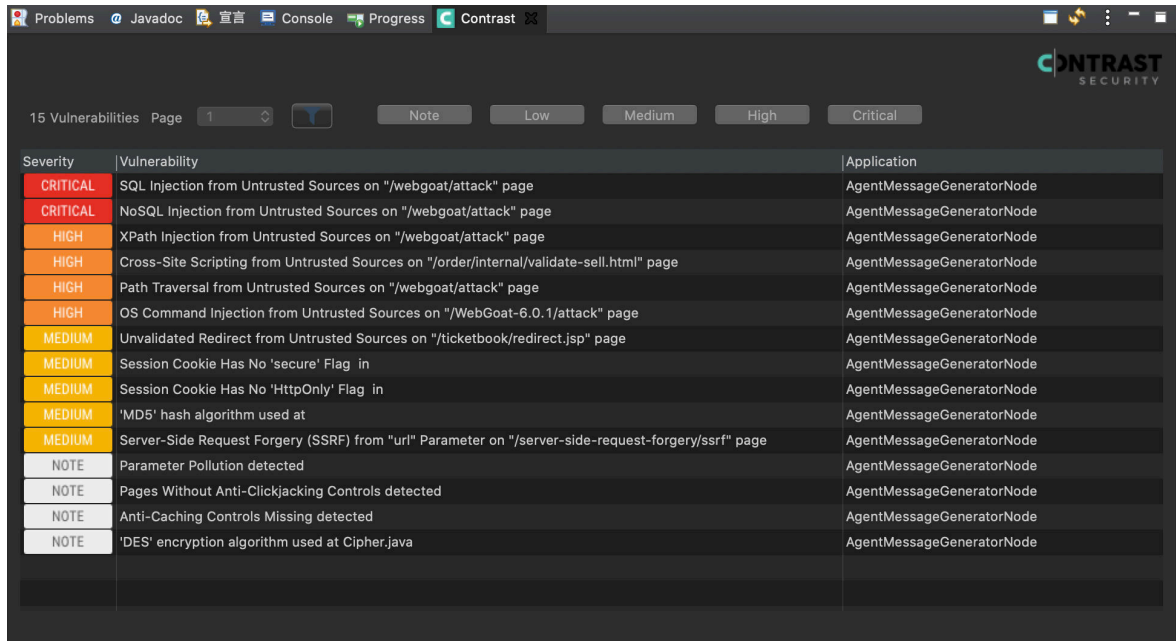 Problems @ Javadoc 宣言 Console Progress Contrast
CONTRAST
SECURITY
15 Vulnerabilities Page 1 Note Low Medium High Critical
Severity Vulnerability Application
CRITICAL SQL Injection from Untrusted Sources on "/webgoat/attack" page AgentMessageGeneratorNode
CRITICAL NoSQL Injection from Untrusted Sources on "/webgoat/attack" page AgentMessageGeneratorNode
HIGH XPath Injection from Untrusted Sources on "/webgoat/attack" page AgentMessageGeneratorNode
HIGH Cross-Site Scripting from Untrusted Sources on "/order/internal/validate-sell.html" page AgentMessageGeneratorNode
HIGH Path Traversal from Untrusted Sources on "/webgoat/attack" page AgentMessageGeneratorNode
HIGH OS Command Injection from Untrusted Sources on "/WebGoat-6.0.1/attack" page AgentMessageGeneratorNode
MEDIUM Unvalidated Redirect from Untrusted Sources on "/ticketbook/redirect.jsp" page AgentMessageGeneratorNode
MEDIUM Session Cookie Has No 'secure' Flag in AgentMessageGeneratorNode
MEDIUM Session Cookie Has No 'HttpOnly' Flag in AgentMessageGeneratorNode
MEDIUM 'MD5' hash algorithm used at AgentMessageGeneratorNode
MEDIUM Server-Side Request Forgery (SSRF) from "url" Parameter on "/server-side-request-forgery/ssrf" page AgentMessageGeneratorNode
NOTE Parameter Pollution detected AgentMessageGeneratorNode
NOTE Pages Without Anti-Clickjacking Controls detected AgentMessageGeneratorNode
NOTE Anti-Caching Controls Missing detected AgentMessageGeneratorNode
NOTE 'DES' encryption algorithm used at Cipher.java AgentMessageGeneratorNode